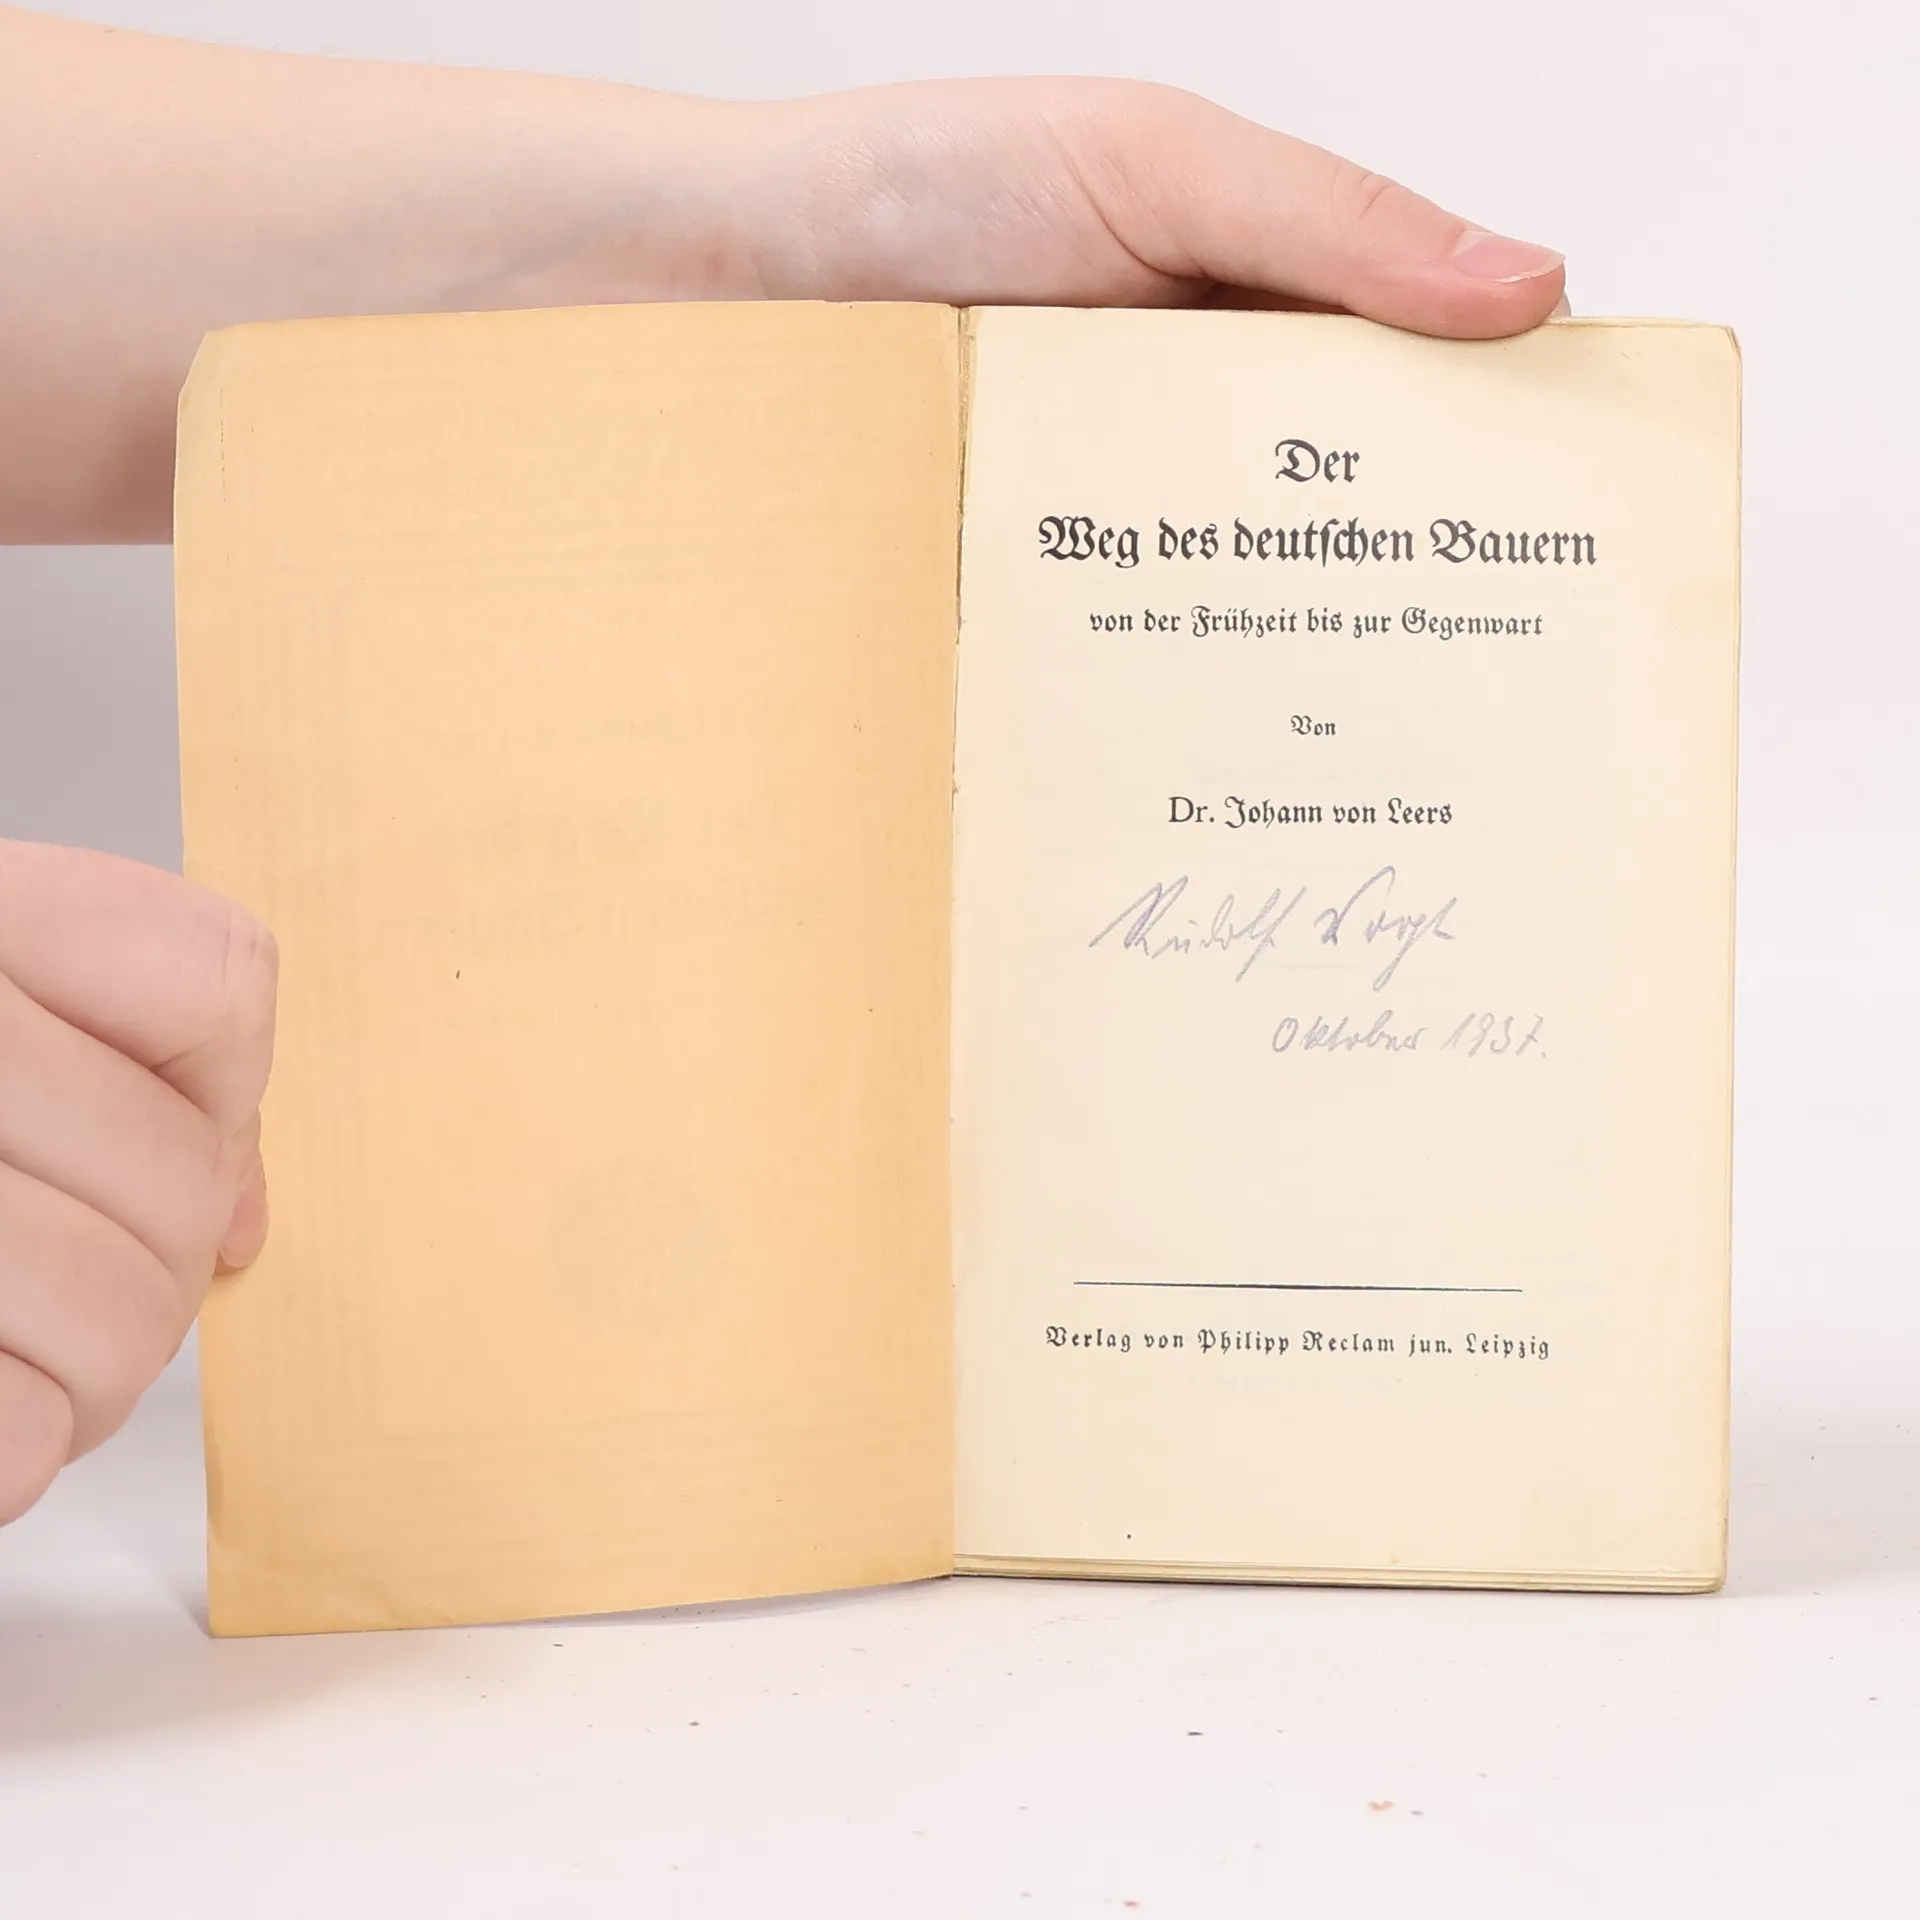 Der
Weg des deutschen Bauern
von der Frühzeit bis zur Gegenwart
Von
Dr. Johann von Leers
Rudolf
Oktober 1937.
Verlag von Philipp Reclam jun. Leipzig